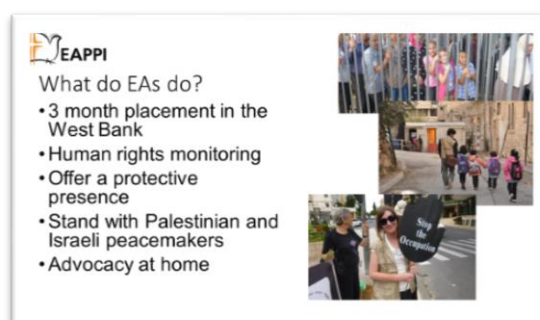 EAPPI
What do EAs do?
• 3 month placement in the
West Bank
• Human rights monitoring
• Offer a protective
presence
• Stand with Palestinian and
Israeli peacemakers
• Advocacy at home
Stop
the
Occupation